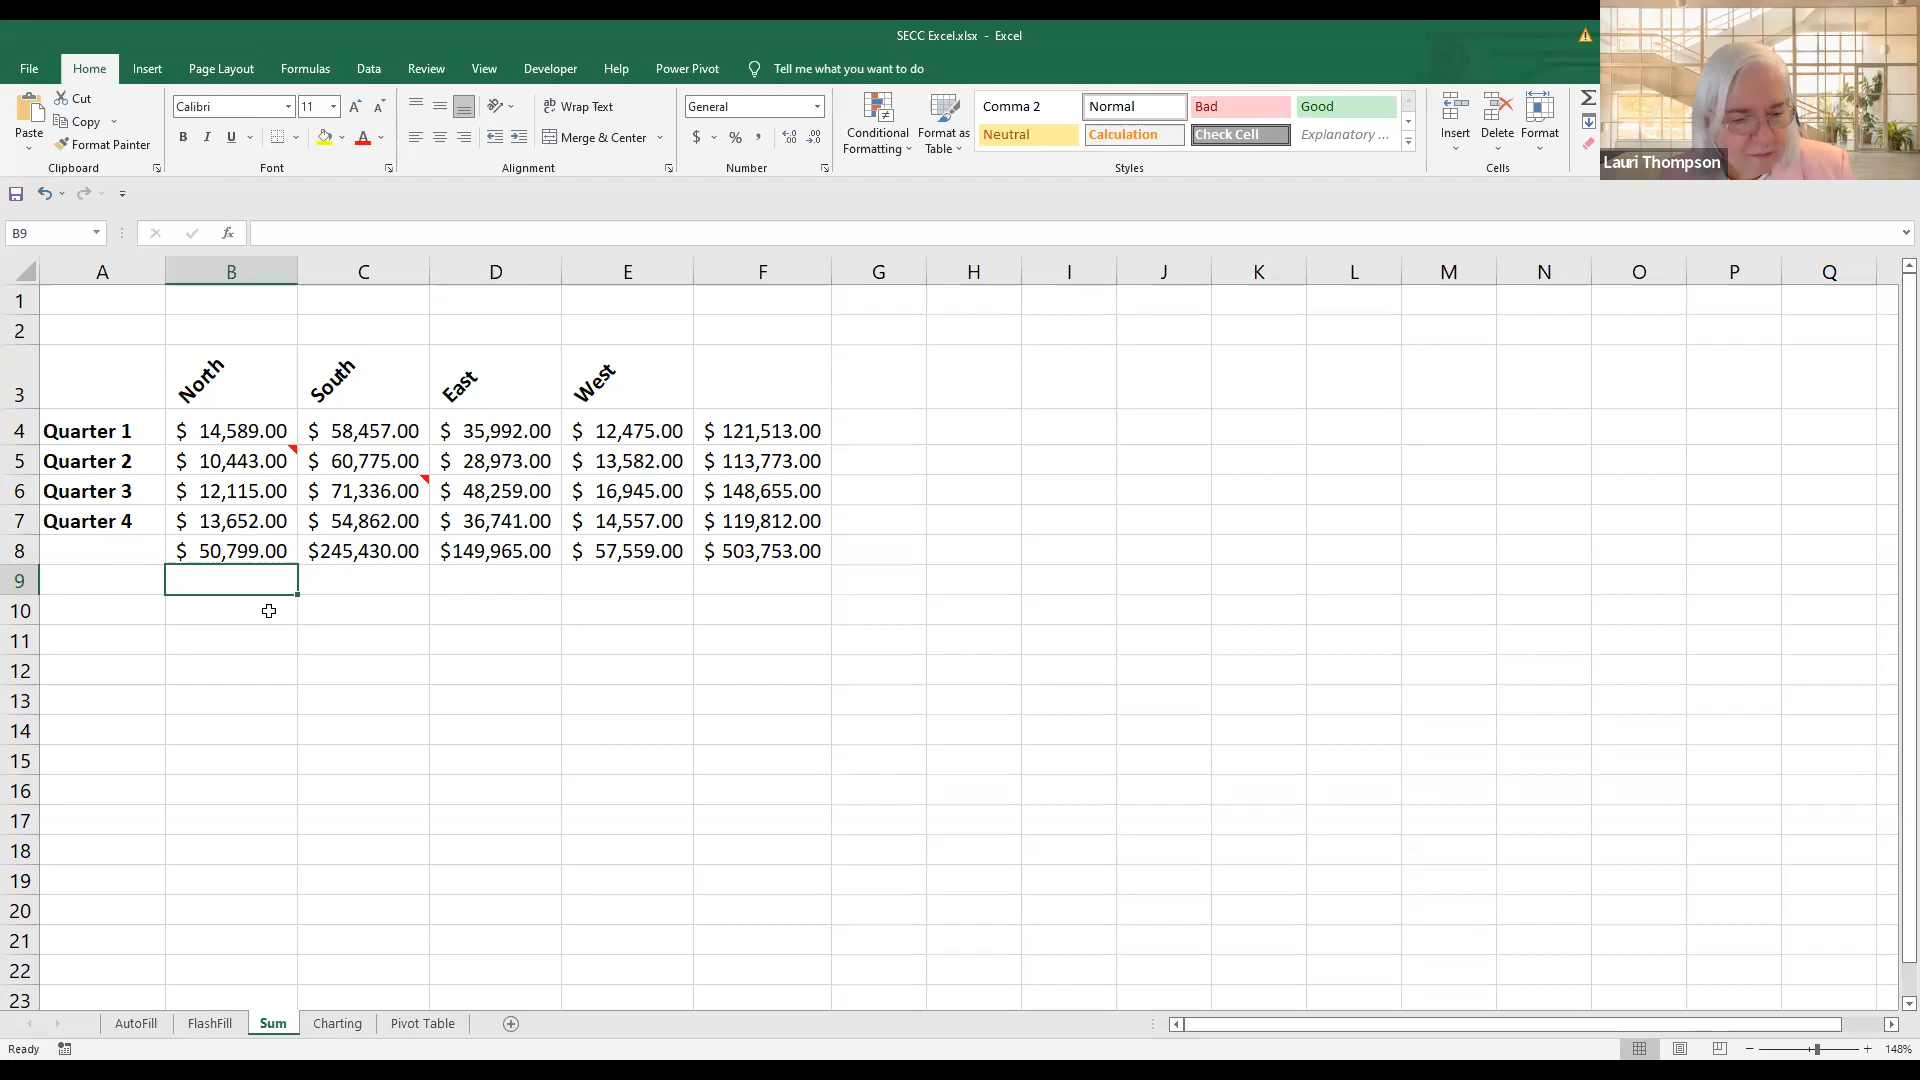 SECC Excel.xlsx - Excel
File Home Insert Page Layout Formulas Data Review View Developer Help Power Pivot Tell me what you want to do
Cut
Copy
Format Painter
Paste
Clipboard
Calibri 11
B I U
Font
Wrap Text
Merge & Center
Alignment
General
$ % ,
Number
Conditional Formatting
Format as Table
Comma 2 Normal Bad Good
Neutral Calculation Check Cell Explanatory ...
Styles
Insert Delete Format
Cells
Lauri Thompson
B9 fx
A B C D E F G H I J K L M N O P Q
1
2
3 North South East West
4 Quarter 1 $ 14,589.00 $ 58,457.00 $ 35,992.00 $ 12,475.00 $ 121,513.00
5 Quarter 2 $ 10,443.00 $ 60,775.00 $ 28,973.00 $ 13,582.00 $ 113,773.00
6 Quarter 3 $ 12,115.00 $ 71,336.00 $ 48,259.00 $ 16,945.00 $ 148,655.00
7 Quarter 4 $ 13,652.00 $ 54,862.00 $ 36,741.00 $ 14,557.00 $ 119,812.00
8 $ 50,799.00 $245,430.00 $149,965.00 $ 57,559.00 $ 503,753.00
9
10
11
12
13
14
15
16
17
18
19
20
21
22
23
AutoFill FlashFill Sum Charting Pivot Table
Ready 148%